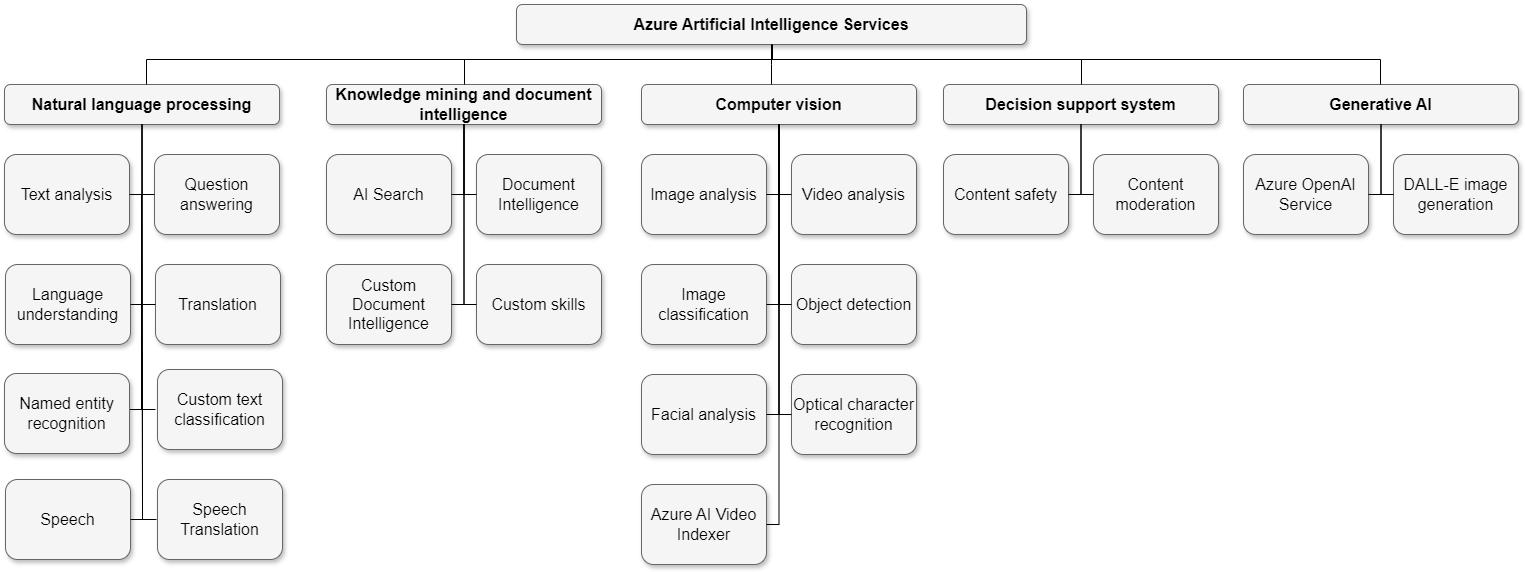 Azure Artificial Intelligence Services
Natural language processing
Knowledge mining and document
intelligence
Computer vision
Decision support system
Generative AI
Text analysis
Question
answering
AI Search
Document
Intelligence
Image analysis
Video analysis
Content safety
Content
moderation
Azure OpenAI
Service
DALL-E image
generation
Language
understanding
Translation
Custom
Document
Intelligence
Custom skills
Image
classification
Object detection
Named entity
recognition
Custom text
classification
Facial analysis
Optical character
recognition
Speech
Speech
Translation
Azure AI Video
Indexer